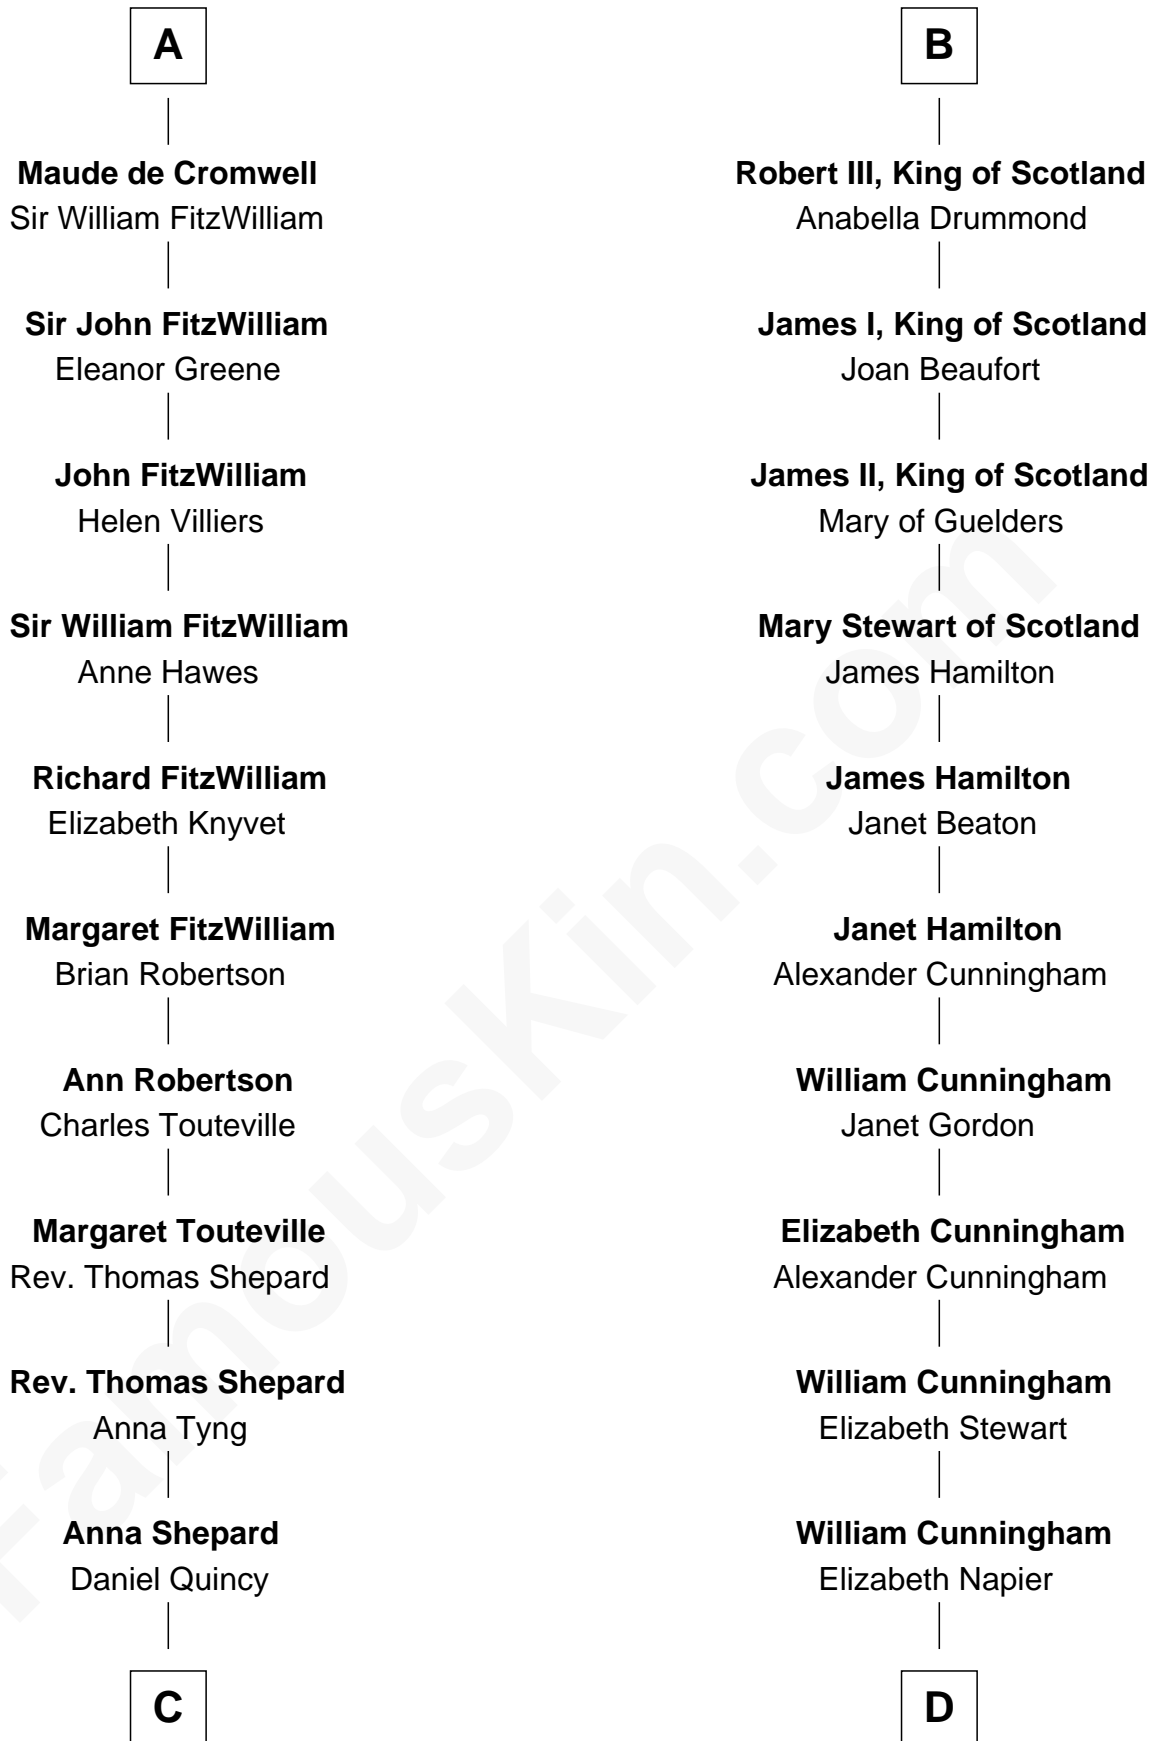 A
Maude de Cromwell
Sir William FitzWilliam
Sir John FitzWilliam
Eleanor Greene
John FitzWilliam
Helen Villiers
Sir William FitzWilliam
Anne Hawes
Richard FitzWilliam
Elizabeth Knyvet
Margaret FitzWilliam
Brian Robertson
Ann Robertson
Charles Touteville
Margaret Touteville
Rev. Thomas Shepard
Rev. Thomas Shepard
Anna Tyng
Anna Shepard
Daniel Quincy
C
B
Robert III, King of Scotland
Anabella Drummond
James I, King of Scotland
Joan Beaufort
James II, King of Scotland
Mary of Guelders
Mary Stewart of Scotland
James Hamilton
James Hamilton
Janet Beaton
Janet Hamilton
Alexander Cunningham
William Cunningham
Janet Gordon
Elizabeth Cunningham
Alexander Cunningham
William Cunningham
Elizabeth Stewart
William Cunningham
Elizabeth Napier
D
FamousKin.com